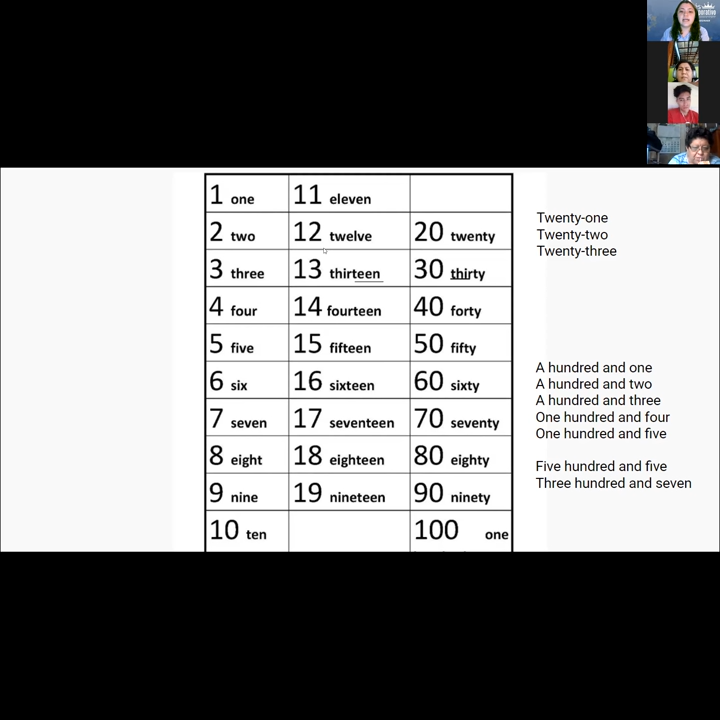 1 one 11 eleven
2 two 12 twelve 20 twenty
3 three 13 thirteen 30 thirty
4 four 14 fourteen 40 forty
5 five 15 fifteen 50 fifty
6 six 16 sixteen 60 sixty
7 seven 17 seventeen 70 seventy
8 eight 18 eighteen 80 eighty
9 nine 19 nineteen 90 ninety
10 ten 100 one
Twenty-one
Twenty-two
Twenty-three
A hundred and one
A hundred and two
A hundred and three
One hundred and four
One hundred and five
Five hundred and five
Three hundred and seven